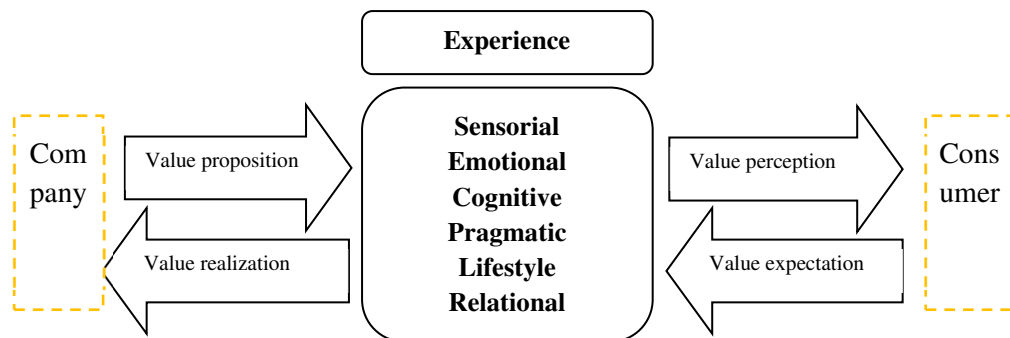 Experience
Com
pany
Value proposition
Value realization
Sensorial
Emotional
Cognitive
Pragmatic
Lifestyle
Relational
Value perception
Value expectation
Cons
umer